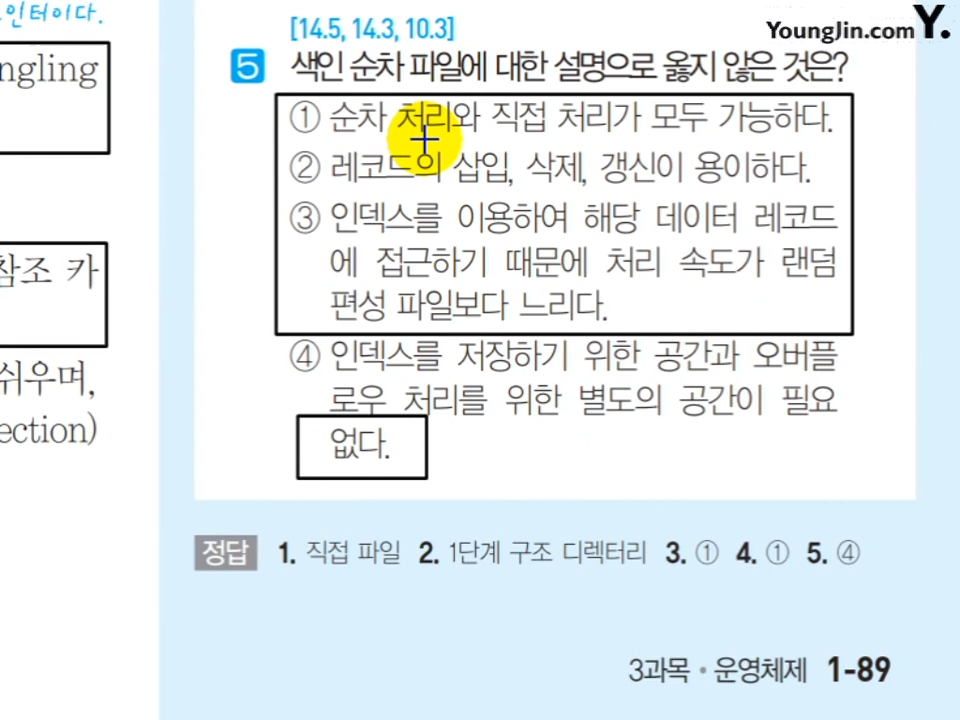 인터이다.
ngling
참조 카
쉬우며,
ection)
YoungJin.com Y.
[14.5, 14.3, 10.3]
5 색인 순차 파일에 대한 설명으로 옳지 않은 것은?
① 순차 처리와 직접 처리가 모두 가능하다.
② 레코드의 삽입, 삭제, 갱신이 용이하다.
③ 인덱스를 이용하여 해당 데이터 레코드
에 접근하기 때문에 처리 속도가 랜덤
편성 파일보다 느리다.
④ 인덱스를 저장하기 위한 공간과 오버플
로우 처리를 위한 별도의 공간이 필요
없다.
정답 1. 직접 파일 2. 1단계 구조 디렉터리 3. ① 4. ① 5. ④
3과목 • 운영체제 1-89